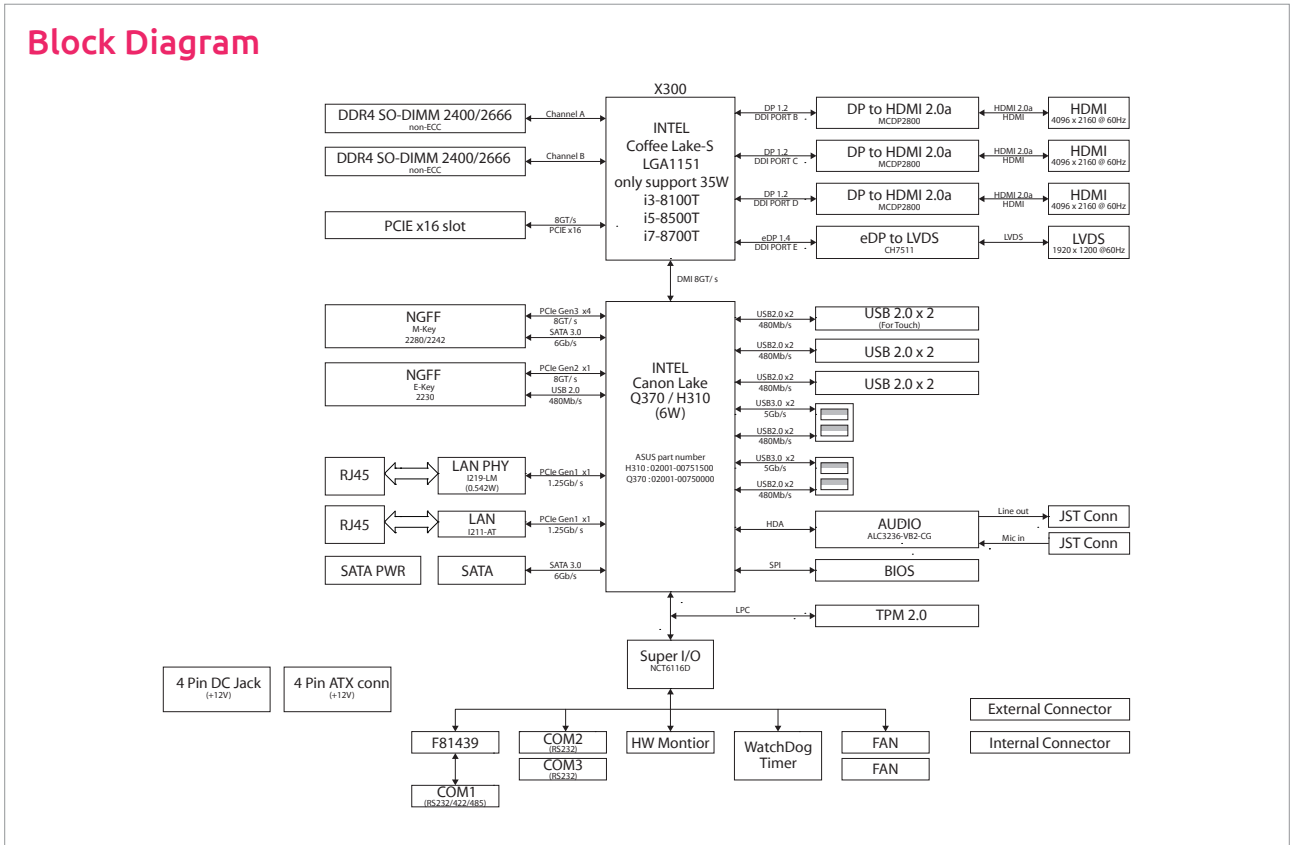 Block Diagram
X300
DDR4 SO-DIMM 2400/2666
non-ECC
Channel A
DDR4 SO-DIMM 2400/2666
non-ECC
Channel B
PCIE x16 slot
8GT/s
PCIE x16
INTEL
Coffee Lake-S
LGA1151
only support 35W
i3-8100T
i5-8500T
i7-8700T
DP 1.2
DDI PORT B
DP to HDMI 2.0a
MCDP2800
HDMI 2.0a
HDMI
HDMI
4096 x 2160 @ 60Hz
DP 1.2
DDI PORT C
DP to HDMI 2.0a
MCDP2800
HDMI 2.0a
HDMI
HDMI
4096 x 2160 @ 60Hz
DP 1.2
DDI PORT D
DP to HDMI 2.0a
MCDP2800
HDMI 2.0a
HDMI
HDMI
4096 x 2160 @ 60Hz
eDP 1.4
DDI PORT E
eDP to LVDS
CH7511
LVDS
LVDS
1920 x 1200 @60Hz
DMI 8GT/ s
NGFF
M-Key
2280/2242
PCIe Gen3 x4
8GT/ s
SATA 3.0
6Gb/s
NGFF
E-Key
2230
PCIe Gen2 x1
8GT/ s
USB 2.0
480Mb/s
RJ45
LAN PHY
I219-LM
(0.542W)
PCIe Gen1 x1
1.25Gb/ s
RJ45
LAN
I211-AT
PCIe Gen1 x1
1.25Gb/ s
SATA PWR
SATA
SATA 3.0
6Gb/s
INTEL
Canon Lake
Q370 / H310
(6W)
ASUS part number
H310 : 02001-00751500
Q370 : 02001-00750000
USB2.0 x2
480Mb/s
USB 2.0 x 2
(For Touch)
USB2.0 x2
480Mb/s
USB 2.0 x 2
USB2.0 x2
480Mb/s
USB 2.0 x 2
USB3.0 x2
5Gb/s
USB2.0 x2
480Mb/s
USB3.0 x2
5Gb/s
USB2.0 x2
480Mb/s
HDA
AUDIO
ALC3236-VB2-CG
Line out
JST Conn
Mic in
JST Conn
SPI
BIOS
LPC
TPM 2.0
Super I/O
NCT6116D
4 Pin DC Jack
(+12V)
4 Pin ATX conn
(+12V)
External Connector
Internal Connector
F81439
COM1
(RS232/422/485)
COM2
(RS232)
COM3
(RS232)
HW Montior
WatchDog
Timer
FAN
FAN